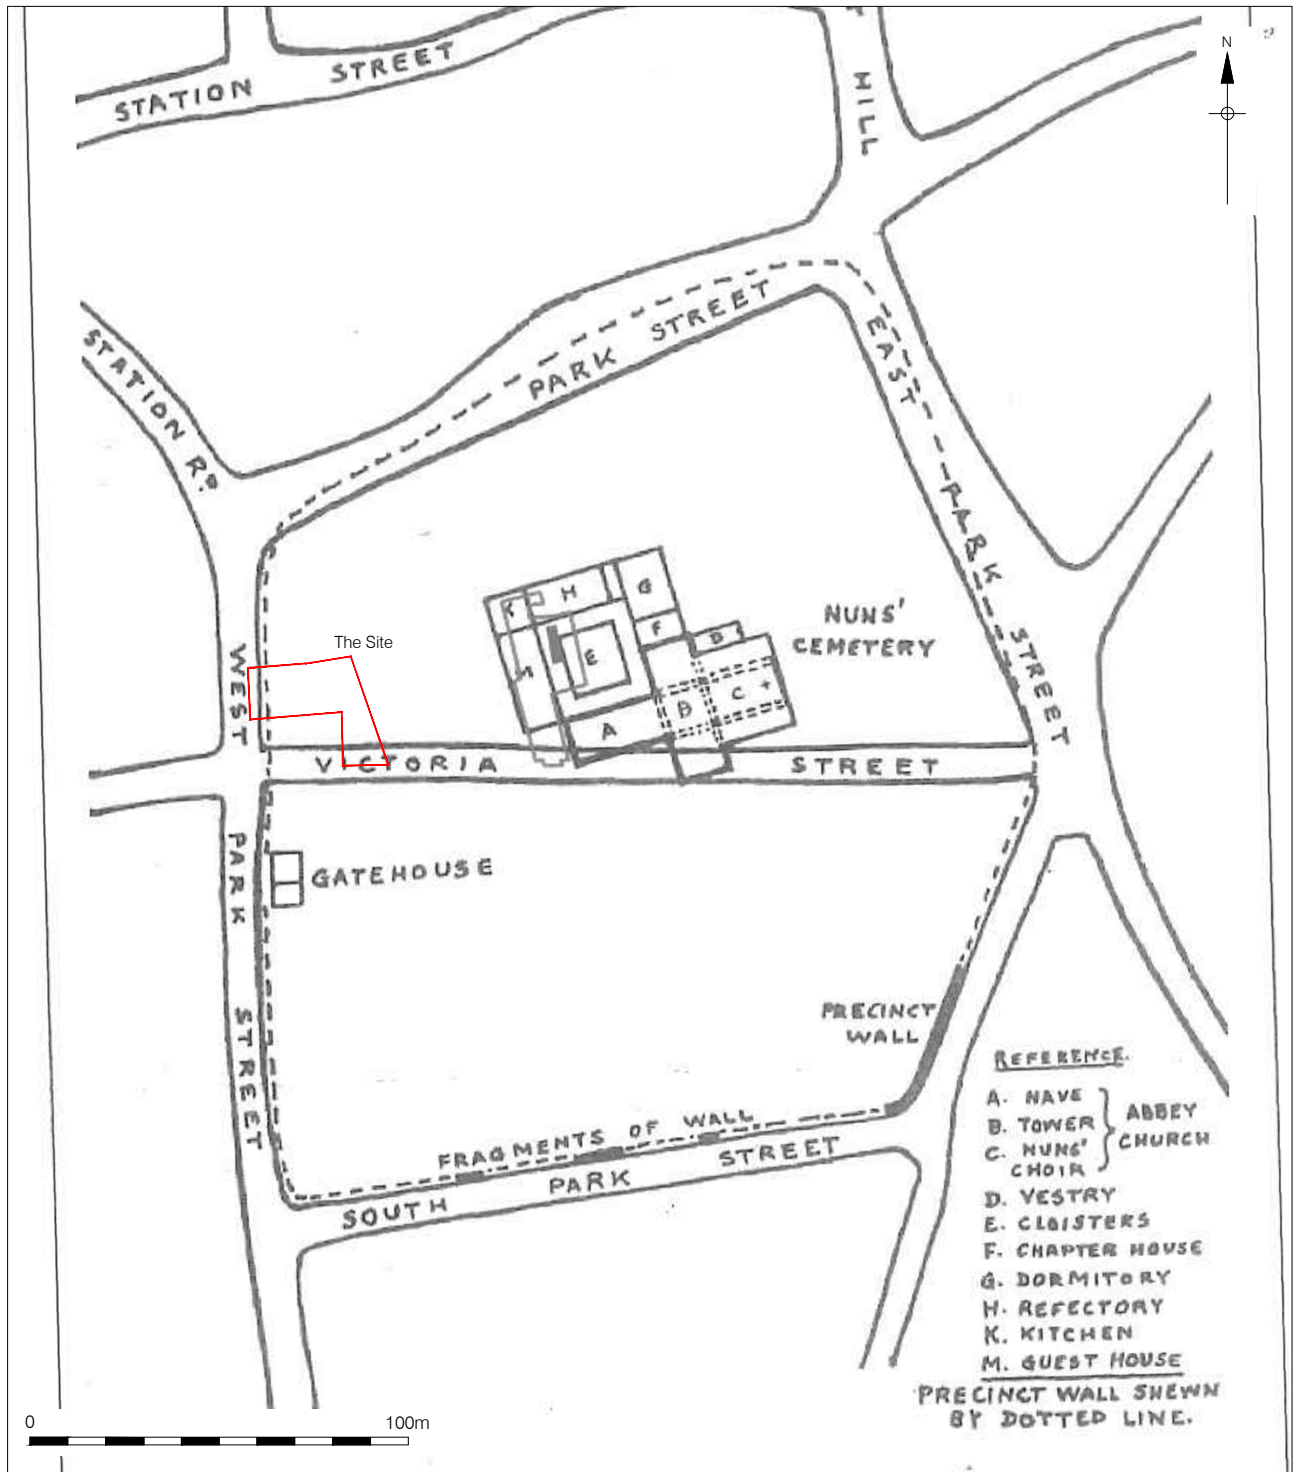 N
STATION STREET
HILL
PARK STREET
EAST PARK STREET
STATION RD.
The Site
WEST PARK STREET
K
H
G
F
D
E
M
C +
B
A
NUNS'
CEMETERY
VICTORIA STREET
GATEHOUSE
PRECINCT
WALL
FRAGMENTS OF WALL
SOUTH PARK STREET
REFERENCE.
A. NAVE
B. TOWER
C. NUNS'
CHOIR
ABBEY
CHURCH
D. VESTRY
E. CLOISTERS
F. CHAPTER HOUSE
G. DORMITORY
H. REFECTORY
K. KITCHEN
M. GUEST HOUSE
PRECINCT WALL SHEWN
BY DOTTED LINE.
0 100m